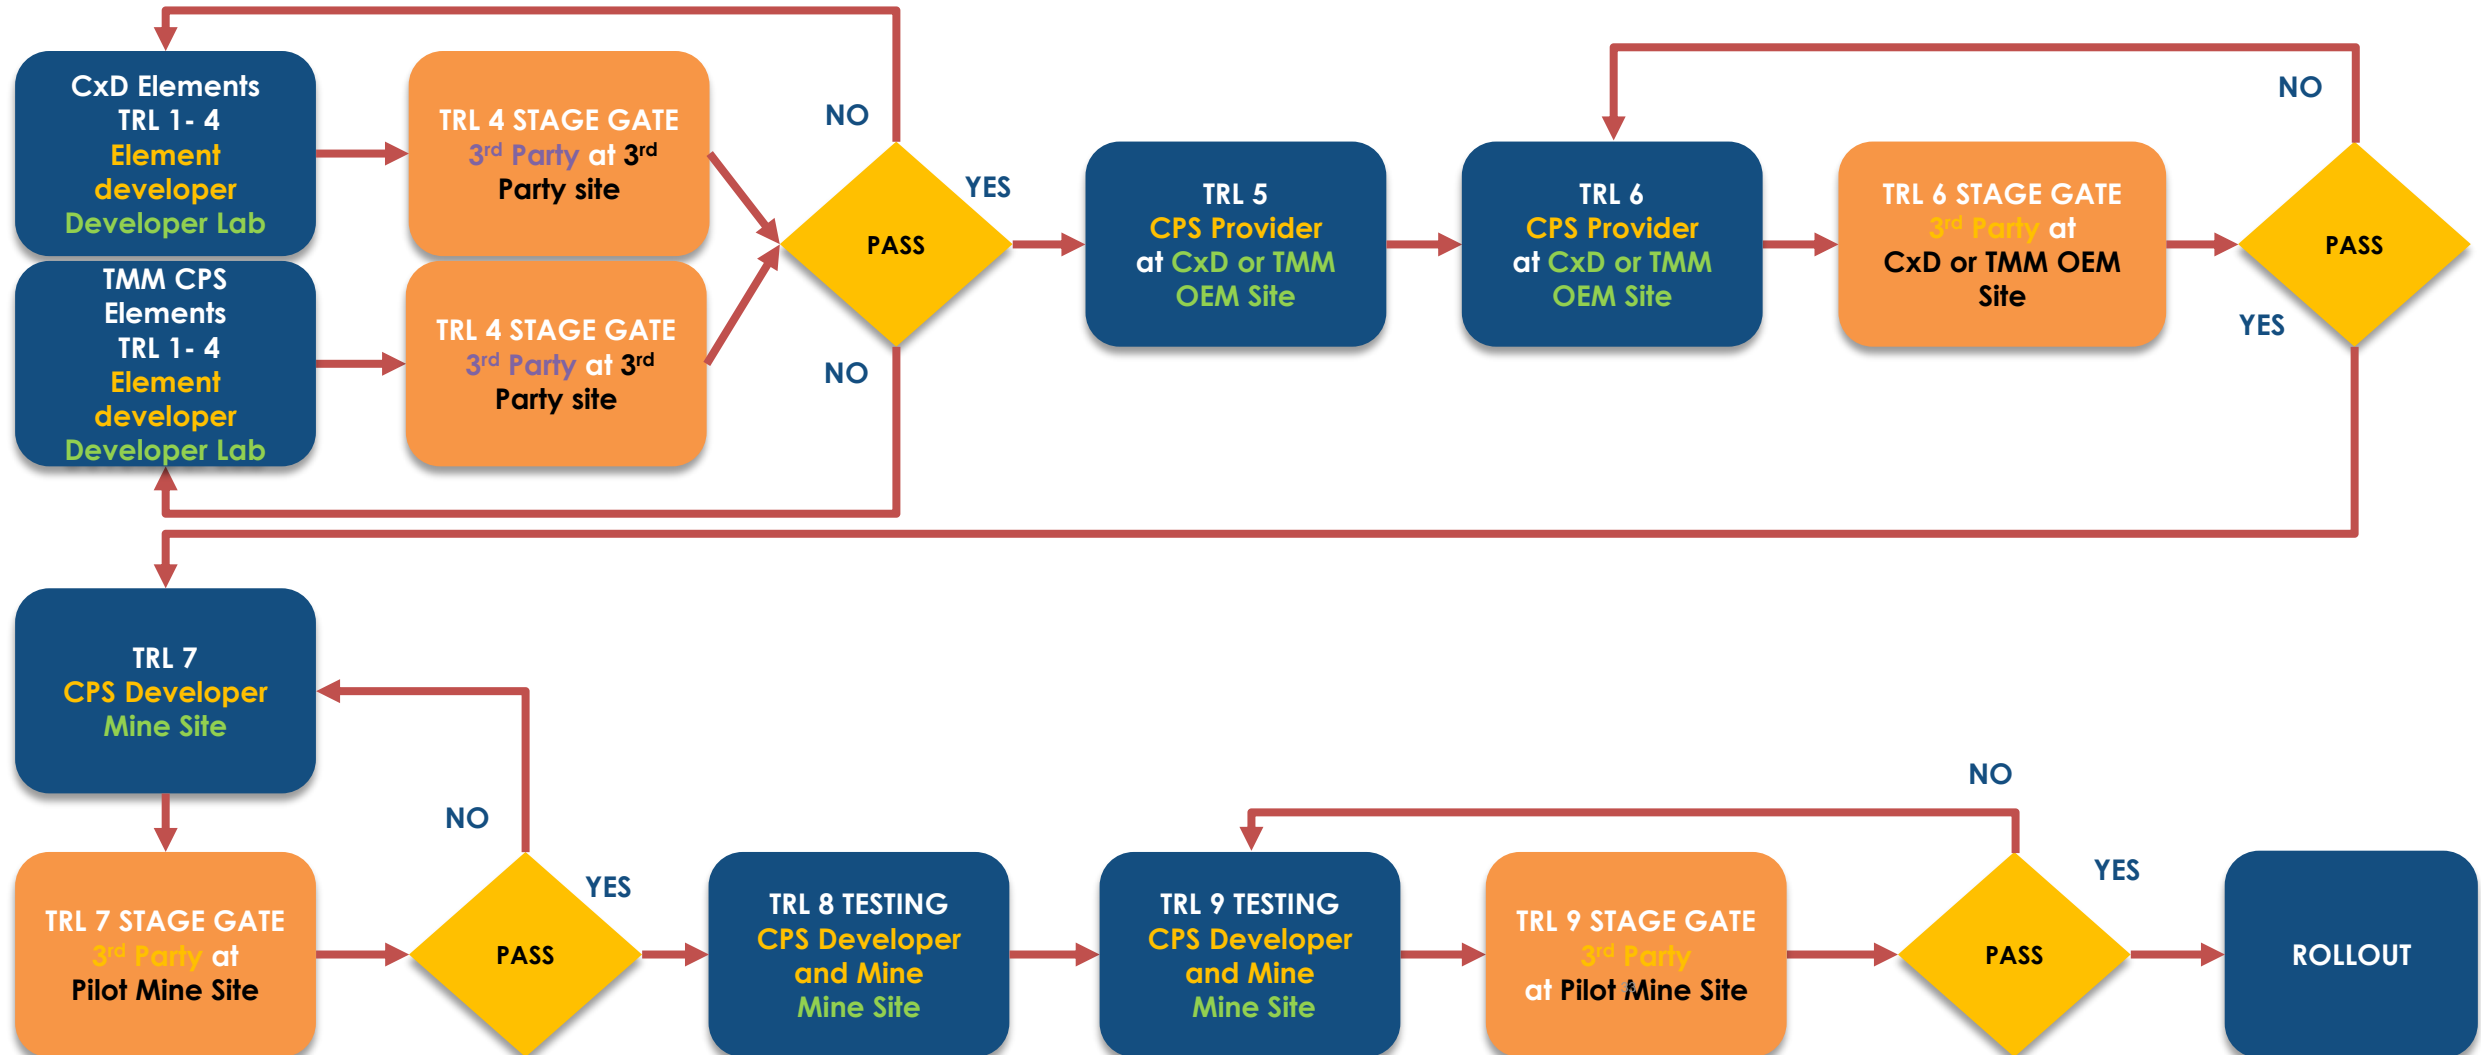 CxD Elements
TRL 1- 4
Element
developer
Developer Lab
TRL 4 STAGE GATE
3rd Party at 3rd
Party site
NO
PASS
YES
NO
TMM CPS
Elements
TRL 1- 4
Element
developer
Developer Lab
TRL 4 STAGE GATE
3rd Party at 3rd
Party site
TRL 5
CPS Provider
at CxD or TMM
OEM Site
TRL 6
CPS Provider
at CxD or TMM
OEM Site
TRL 6 STAGE GATE
3rd Party at
CxD or TMM OEM
Site
NO
PASS
YES
TRL 7
CPS Developer
Mine Site
TRL 7 STAGE GATE
3rd Party at
Pilot Mine Site
NO
PASS
YES
TRL 8 TESTING
CPS Developer
and Mine
Mine Site
TRL 9 TESTING
CPS Developer
and Mine
Mine Site
TRL 9 STAGE GATE
3rd Party
at Pilot Mine Site
NO
PASS
YES
ROLLOUT